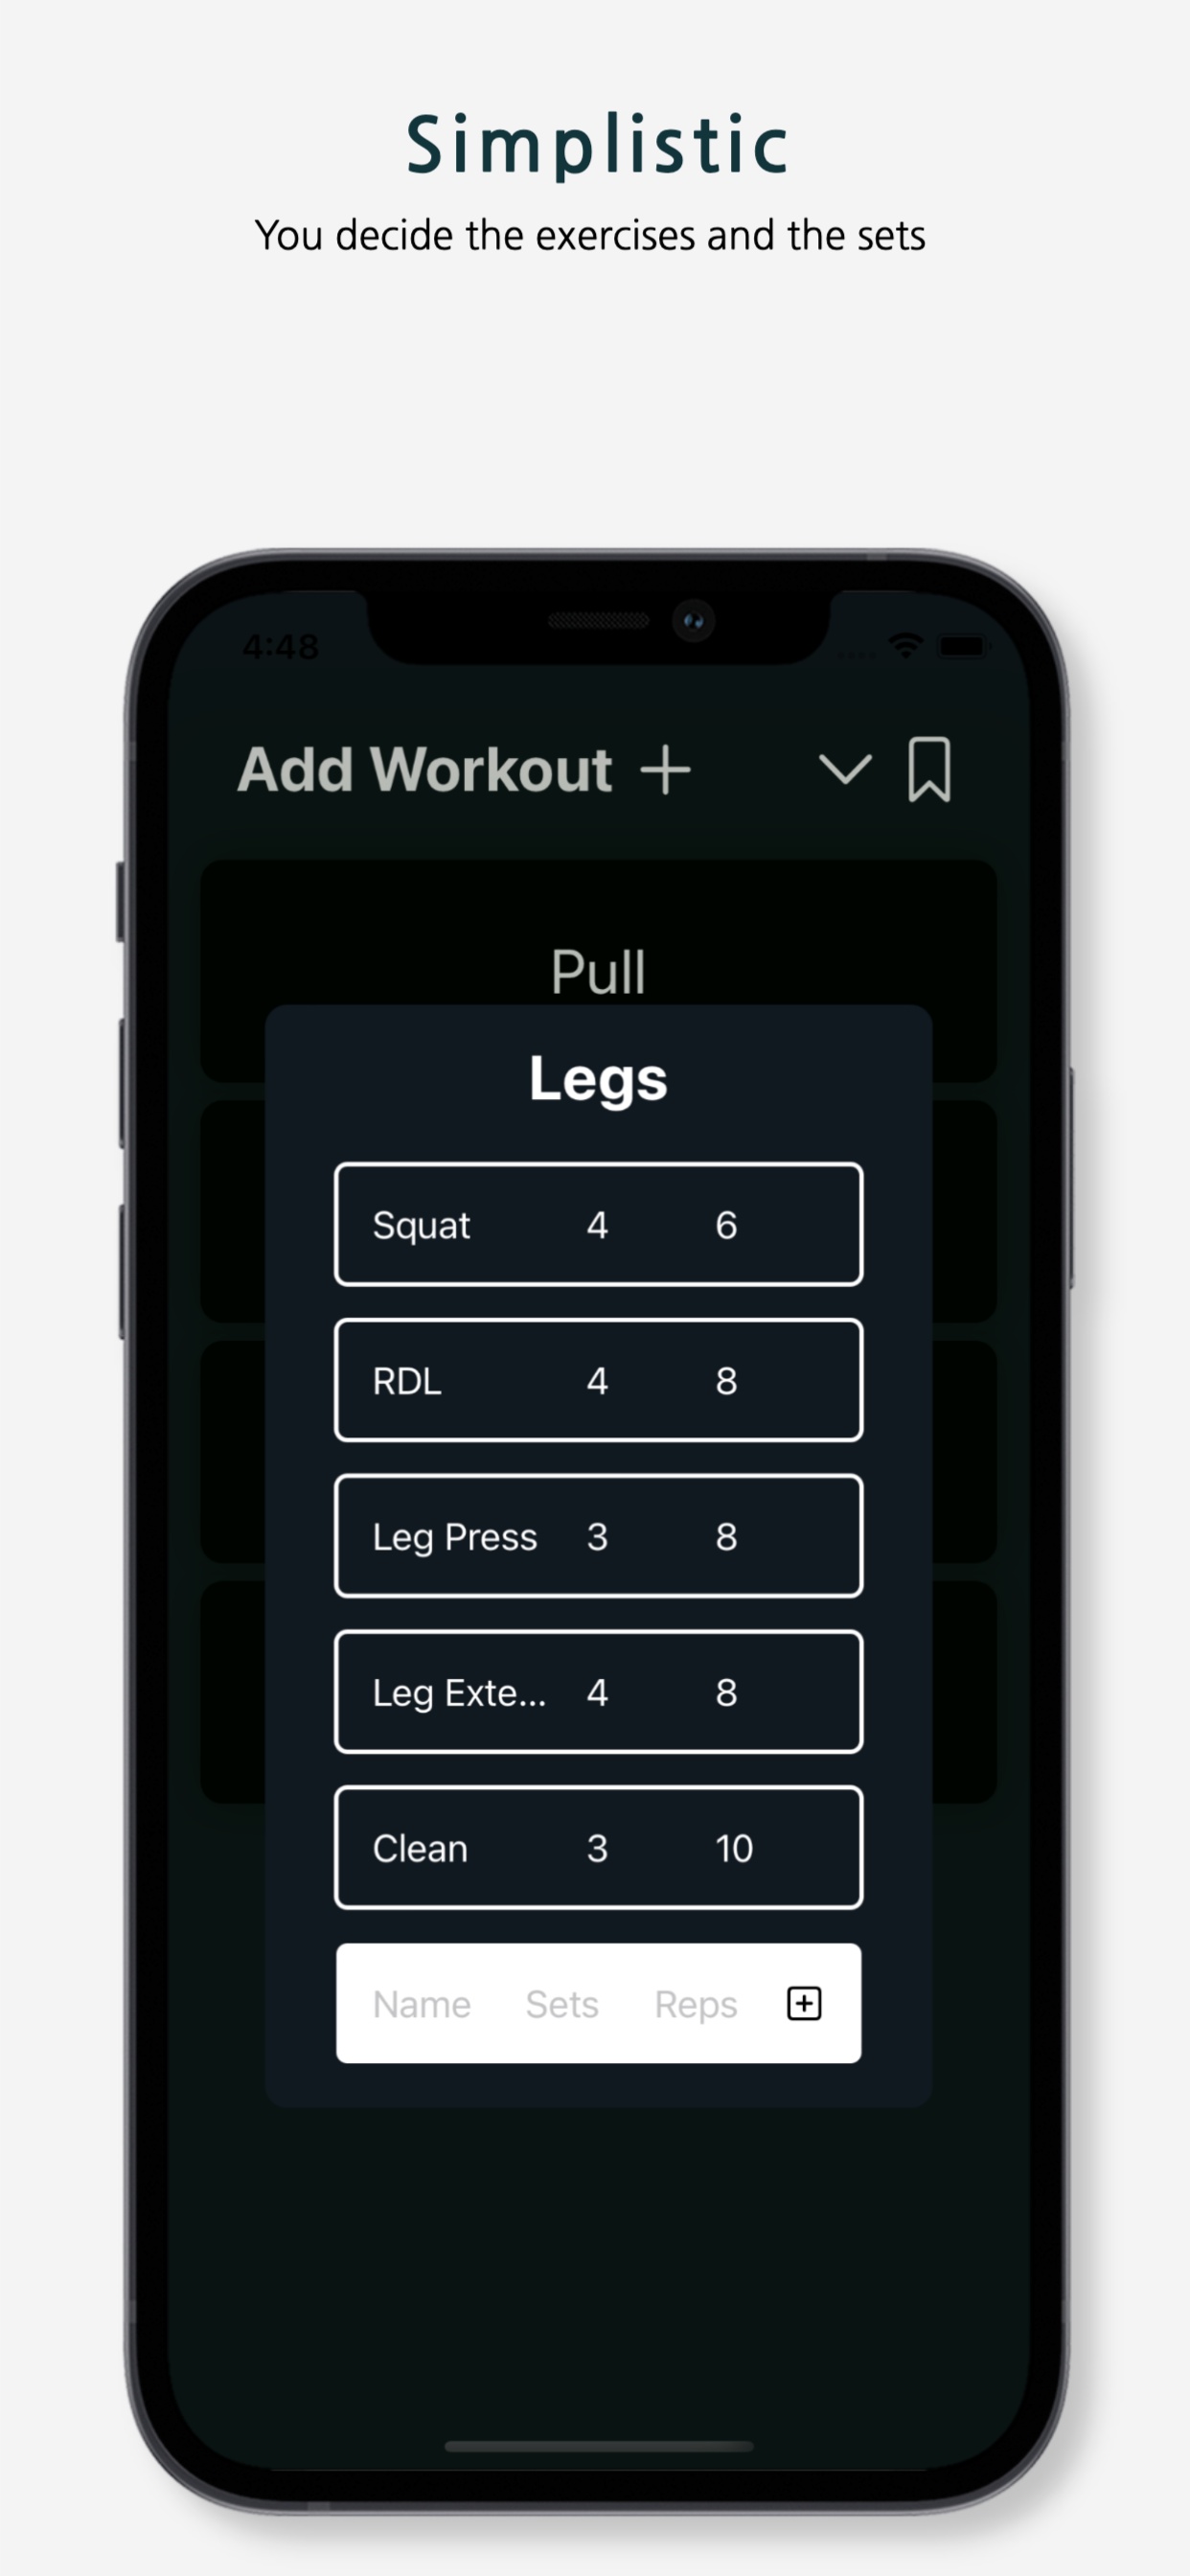 Simplistic
You decide the exercises and the sets
4:48
Add Workout
Pull
Legs
Squat 4 6
RDL 4 8
Leg Press 3 8
Leg Exte... 4 8
Clean 3 10
Name Sets Reps